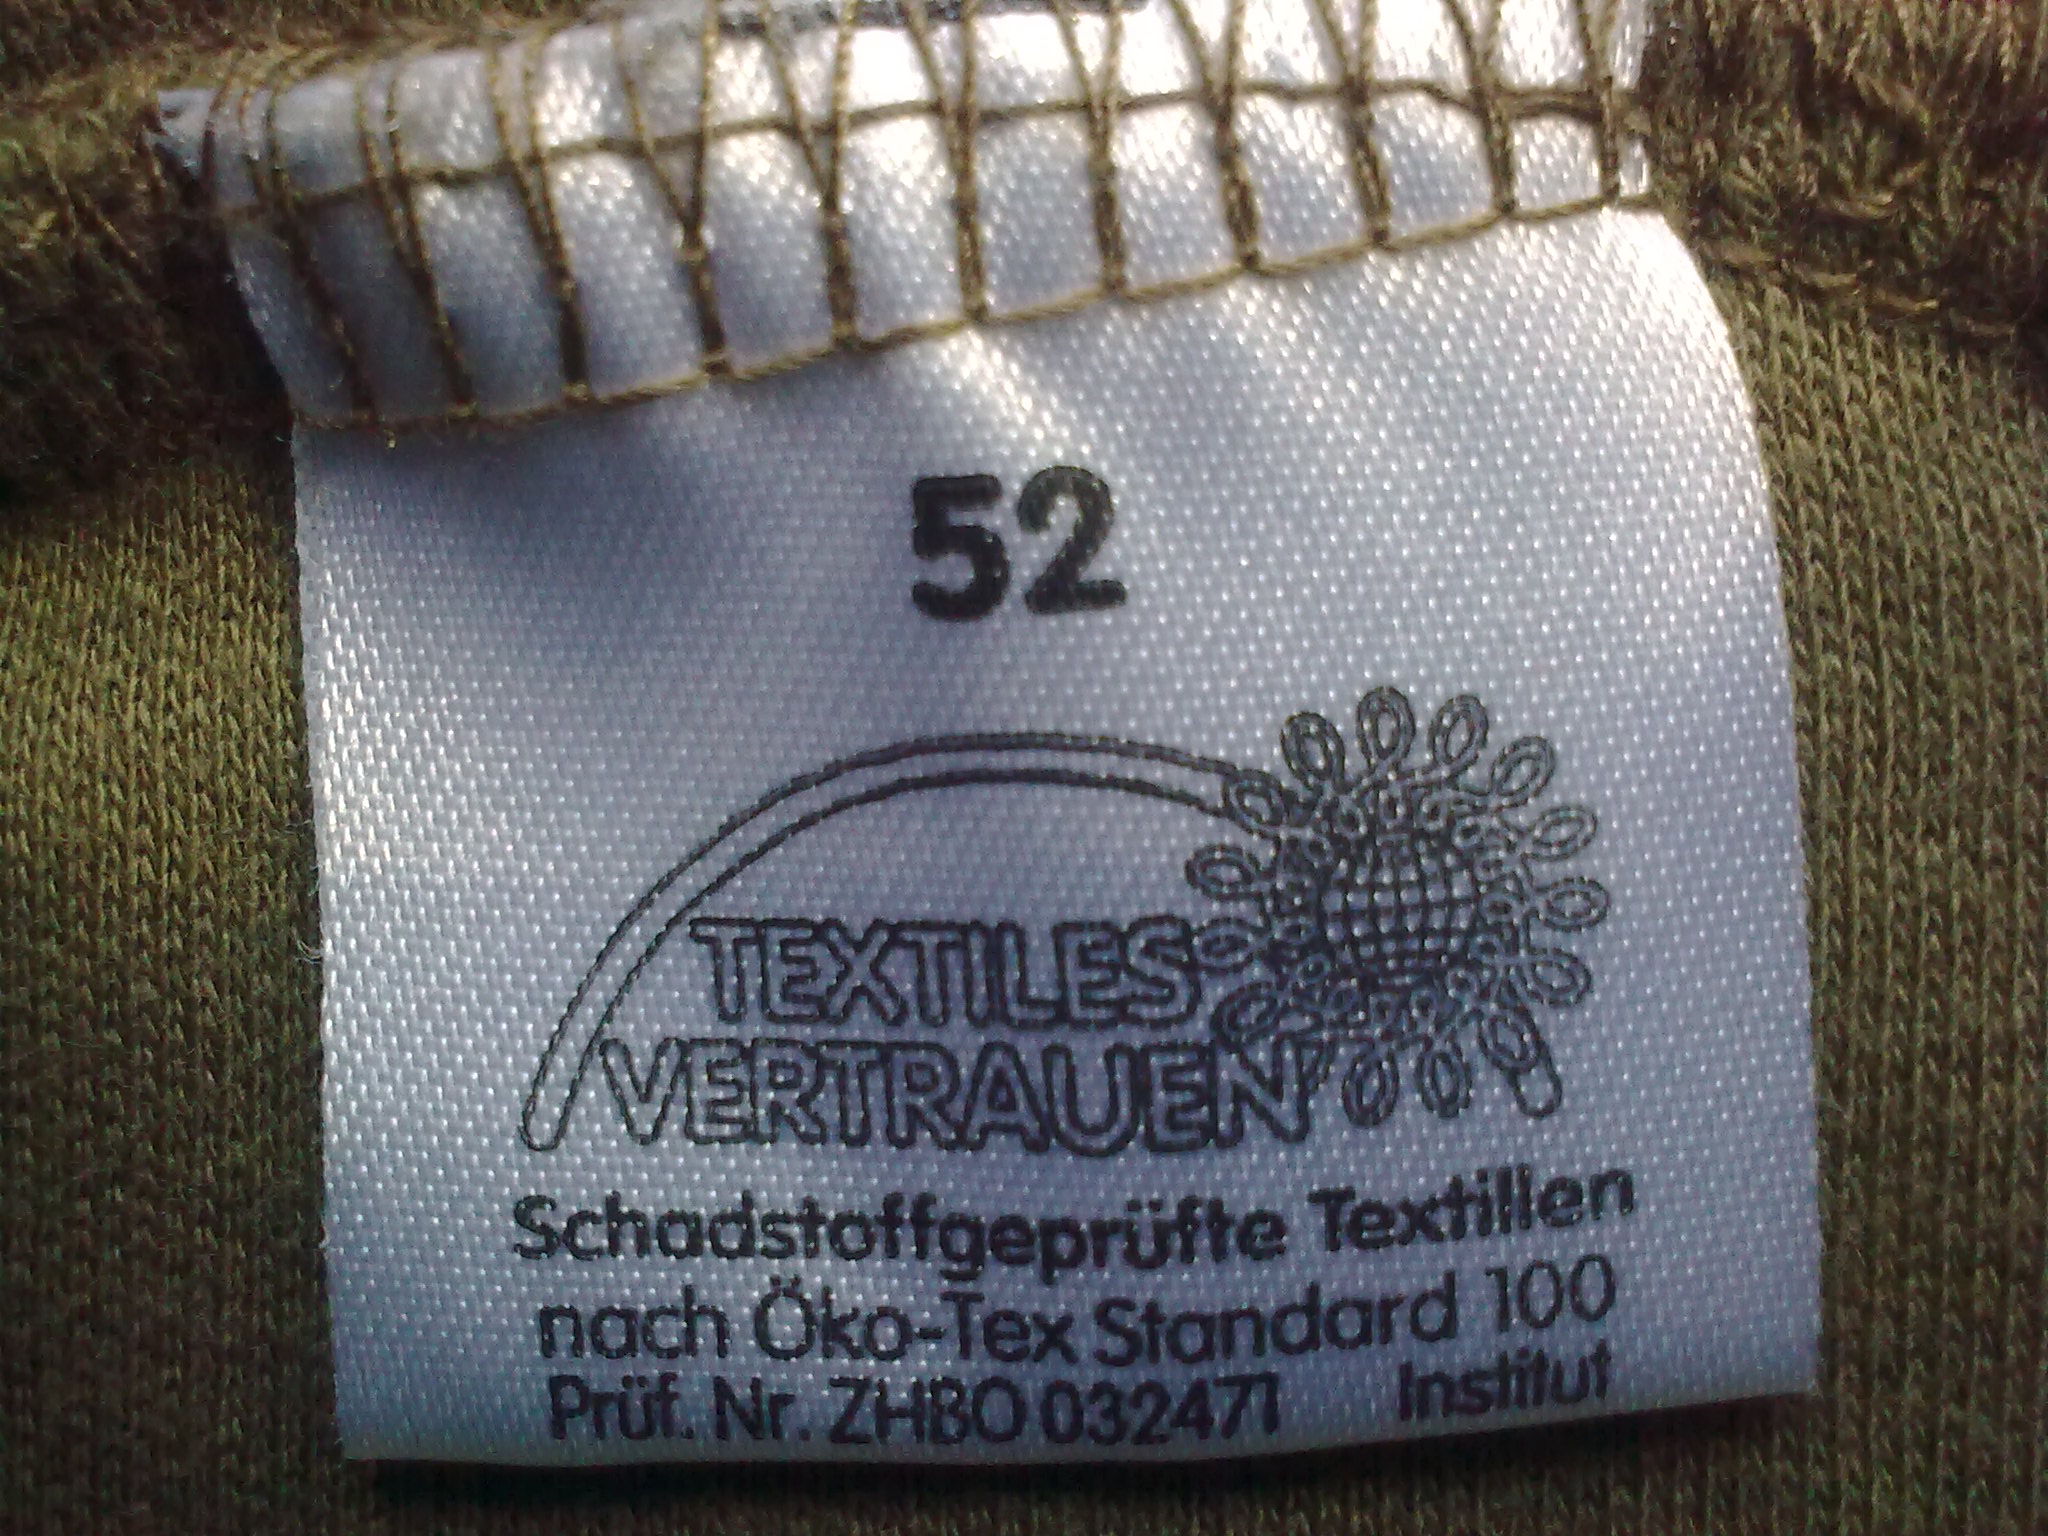 52
TEXTILES
VERTRAUEN
Schadstoffgeprüfte Textilien
nach Öko-Tex Standard 100
Prüf. Nr. ZHBO 032471 Institut